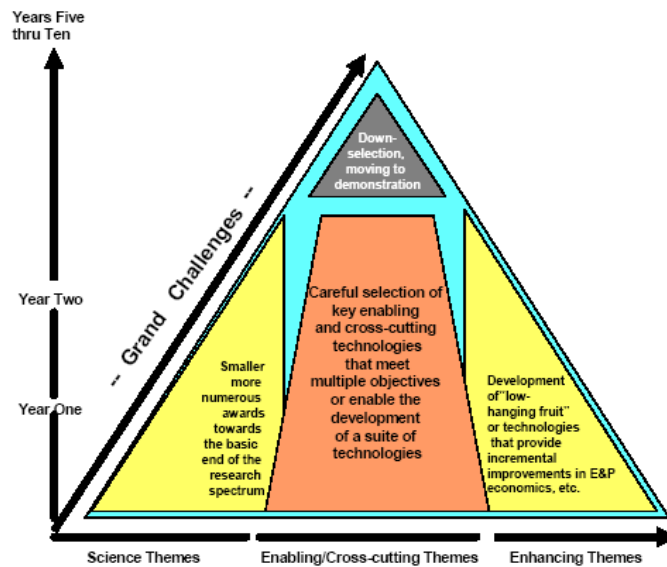 Years Five
thru Ten
Year Two
Year One
-- Grand Challenges --
Down-
selection,
moving to
demonstration
Smaller
more
numerous
awards
towards
the basic
end of the
research
spectrum
Careful selection of
key enabling
and cross-cutting
technologies
that meet
multiple objectives
or enable the
development
of a suite of
technologies
Development
of"low-
hanging fruit"
or technologies
that provide
incremental
improvements in E&P
economics, etc.
Science Themes
Enabling/Cross-cutting Themes
Enhancing Themes